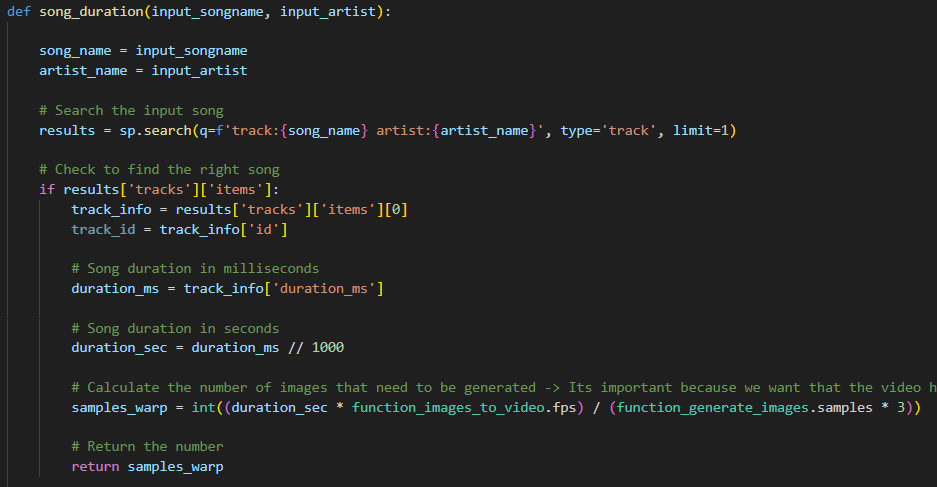 def song_duration(input_songname, input_artist):
song_name = input_songname
artist_name = input_artist
# Search the input song
results = sp.search(q=f'track:{song_name} artist:{artist_name}', type='track', limit=1)
# Check to find the right song
if results['tracks']['items']:
track_info = results['tracks']['items'][0]
track_id = track_info['id']
# Song duration in milliseconds
duration_ms = track_info['duration_ms']
# Song duration in seconds
duration_sec = duration_ms // 1000
# Calculate the number of images that need to be generated -> Its important because we want that the video h
samples_warp = int((duration_sec * function_images_to_video.fps) / (function_generate_images.samples * 3))
# Return the number
return samples_warp